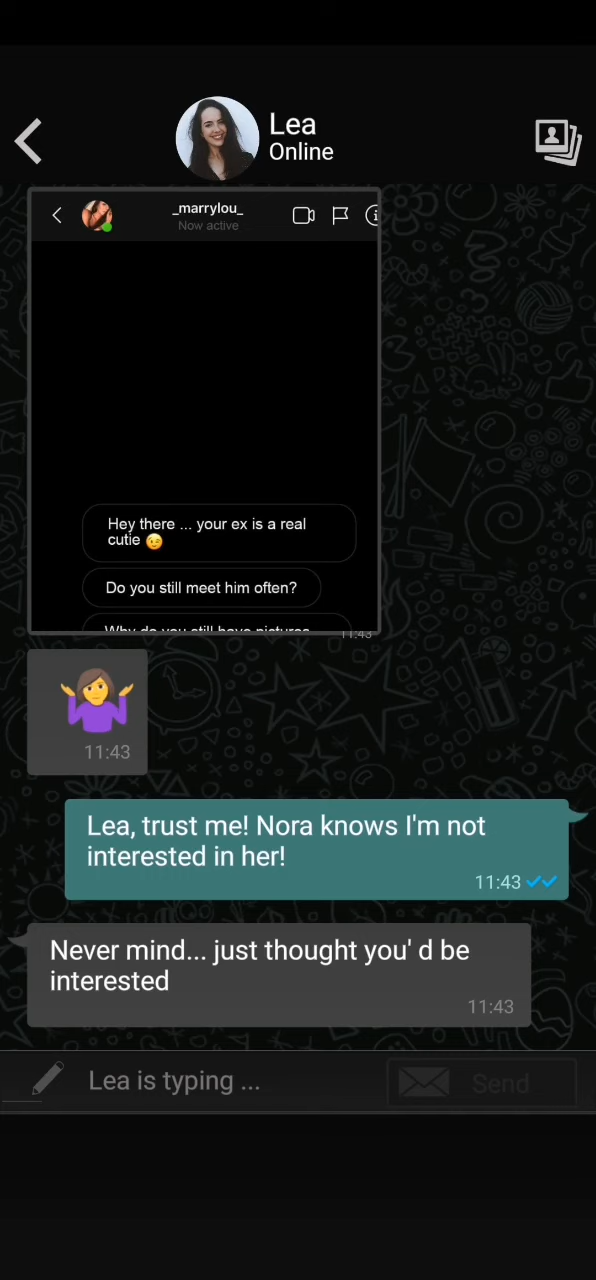 Lea
Online
_marrylou_
Now active
Hey there ... your ex is a real
cutie 😉
Do you still meet him often?
Why do you still have pictures
11:43
11:43
Lea, trust me! Nora knows I'm not
interested in her!
11:43
Never mind... just thought you' d be
interested
11:43
Lea is typing ...
Send